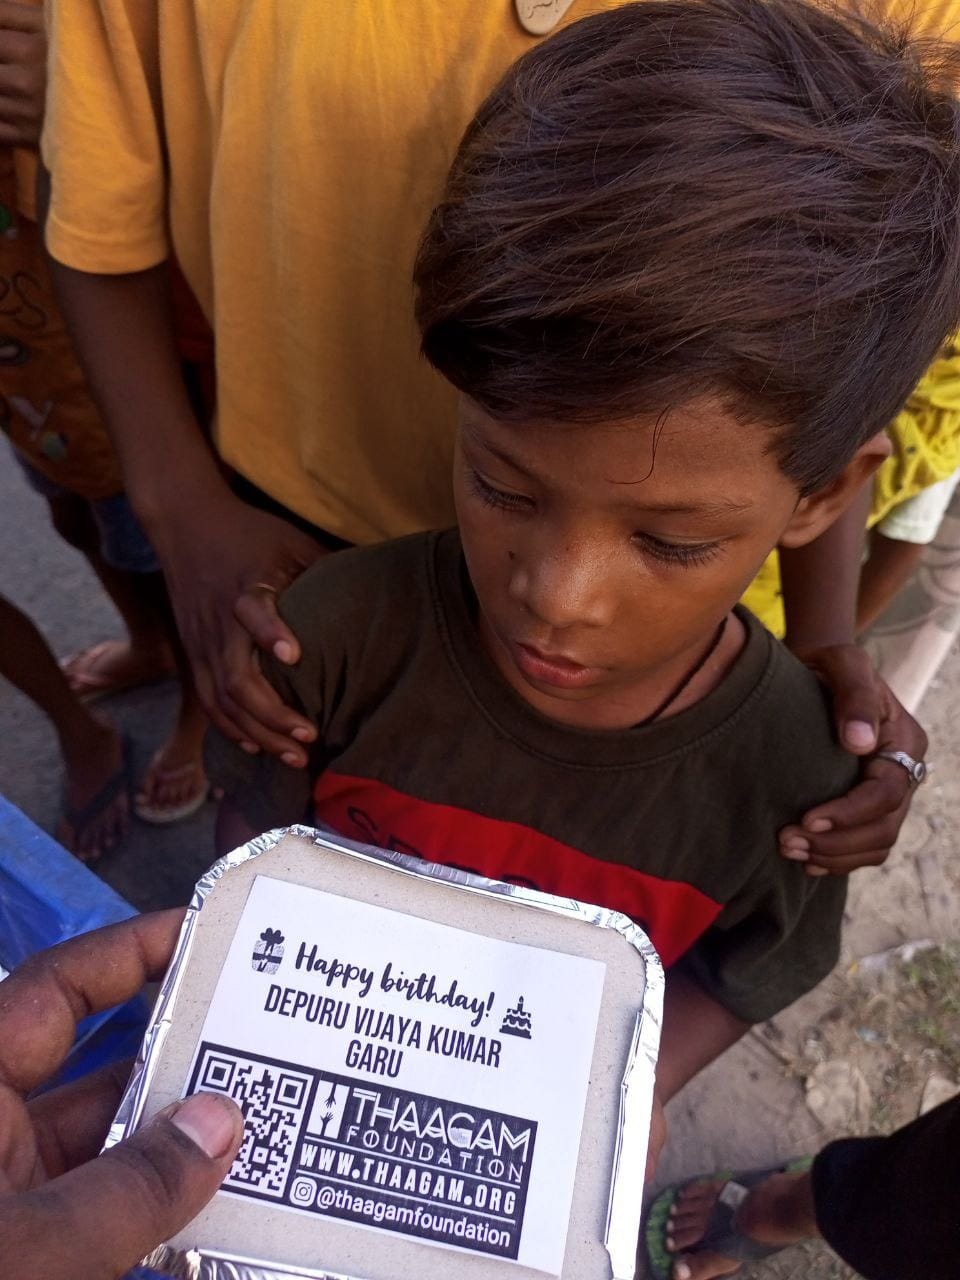 Happy birthday!
DEPURU VIJAYA KUMAR
GARU
THAAGAM
FOUNDATION
WWW.THAAGAM.ORG
@thaagamfoundation